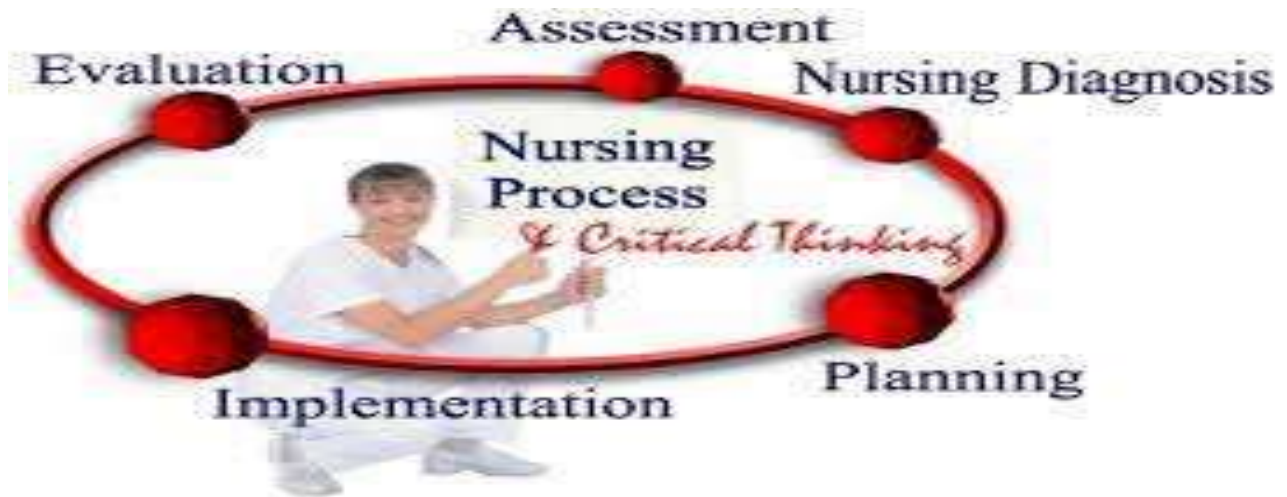 Assessment
Evaluation
Nursing Diagnosis
Nursing
Process
& Critical Thinking
Implementation
Planning